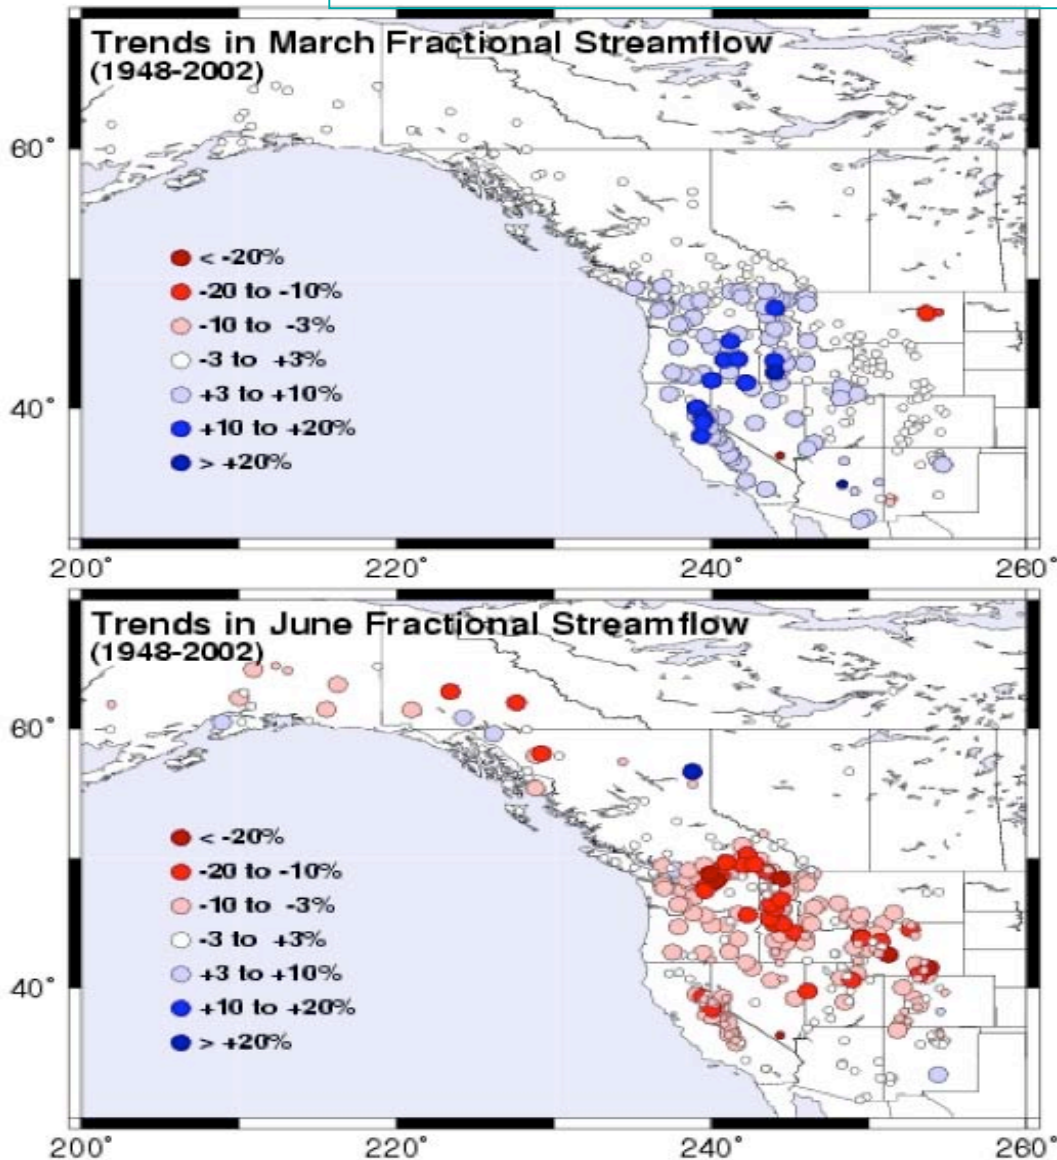 Trends in March Fractional Streamflow
(1948-2002)
60°
< -20%
-20 to -10%
-10 to -3%
-3 to +3%
+3 to +10%
+10 to +20%
> +20%
40°
200° 220° 240° 260°
Trends in June Fractional Streamflow
(1948-2002)
60°
< -20%
-20 to -10%
-10 to -3%
-3 to +3%
+3 to +10%
+10 to +20%
> +20%
40°
200° 220° 240° 260°